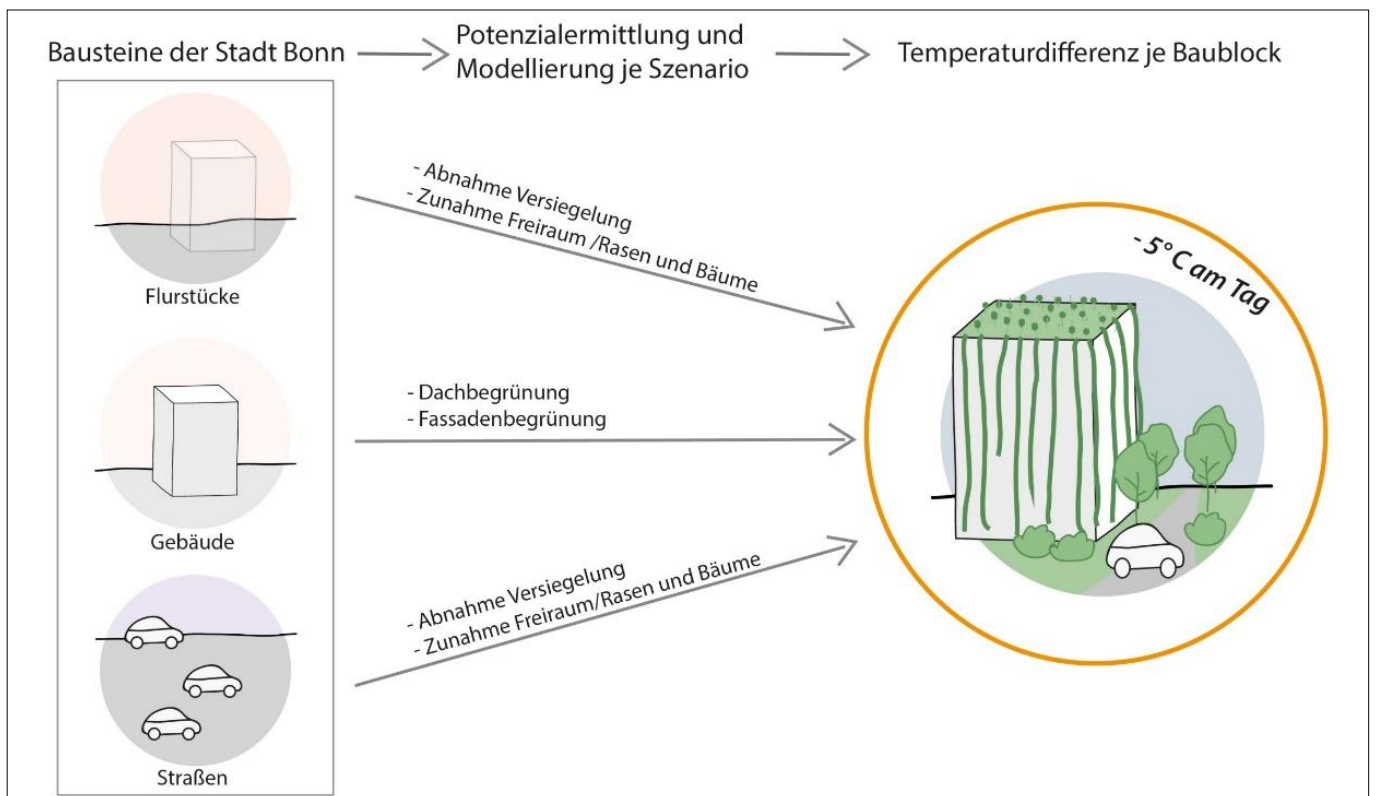 Bausteine der Stadt Bonn
Potenzialermittlung und
Modellierung je Szenario
Temperaturdifferenz je Baublock
Flurstücke
- Abnahme Versiegelung
- Zunahme Freiraum /Rasen und Bäume
- 5°C am Tag
Gebäude
- Dachbegrünung
- Fassadenbegrünung
Straßen
- Abnahme Versiegelung
- Zunahme Freiraum/Rasen und Bäume